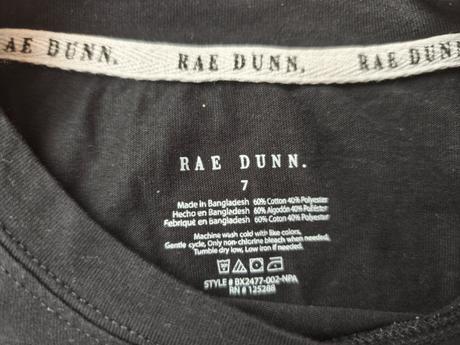 AE DUNN. RAE DUNN. RAE DUNN.
RAE DUNN.
7
Made in Bangladesh 60% Cotton 40% Polyester
Hecho en Bangladesh 60% Algodón 40% Poliéster
Fabriqué en Bangladesh 60% Coton 40% Polyester
Machine wash cold with like colors,
Gentle cycle, Only non-chlorine bleach when needed,
Tumble dry low, Low iron if needed.
STYLE # BX2477-002-NPA
RN # 125288